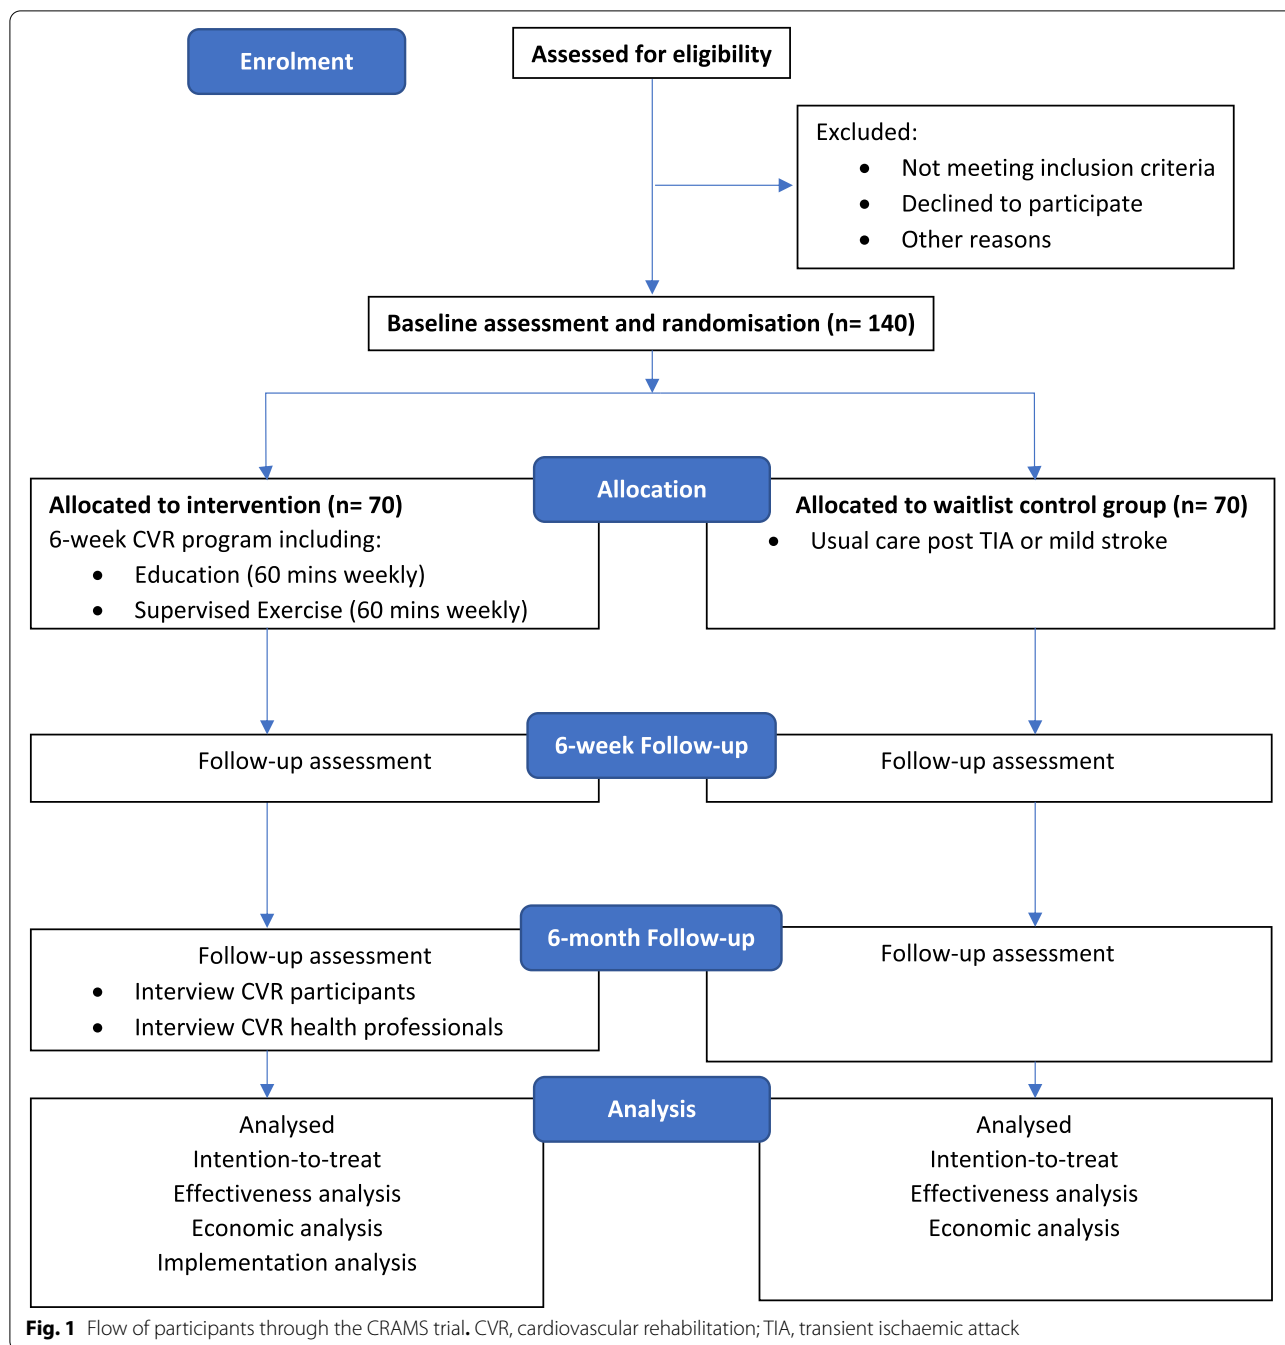 Enrolment
Assessed for eligibility
Excluded:
• Not meeting inclusion criteria
• Declined to participate
• Other reasons
Baseline assessment and randomisation (n= 140)
Allocation
Allocated to intervention (n= 70)
6-week CVR program including:
• Education (60 mins weekly)
• Supervised Exercise (60 mins weekly)
Allocated to waitlist control group (n= 70)
• Usual care post TIA or mild stroke
6-week Follow-up
Follow-up assessment
Follow-up assessment
6-month Follow-up
Follow-up assessment
• Interview CVR participants
• Interview CVR health professionals
Follow-up assessment
Analysis
Analysed
Intention-to-treat
Effectiveness analysis
Economic analysis
Implementation analysis
Analysed
Intention-to-treat
Effectiveness analysis
Economic analysis
Fig. 1 Flow of participants through the CRAMS trial. CVR, cardiovascular rehabilitation; TIA, transient ischaemic attack